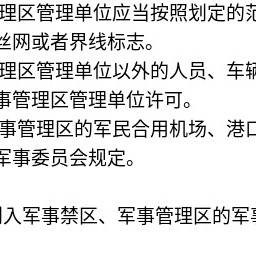 理区管理单位应当按照划定的范
丝网或者界线标志。
理区管理单位以外的人员、车辆
事管理区管理单位许可。
事管理区的军民合用机场、港口
军事委员会规定。
入军事禁区、军事管理区的军事